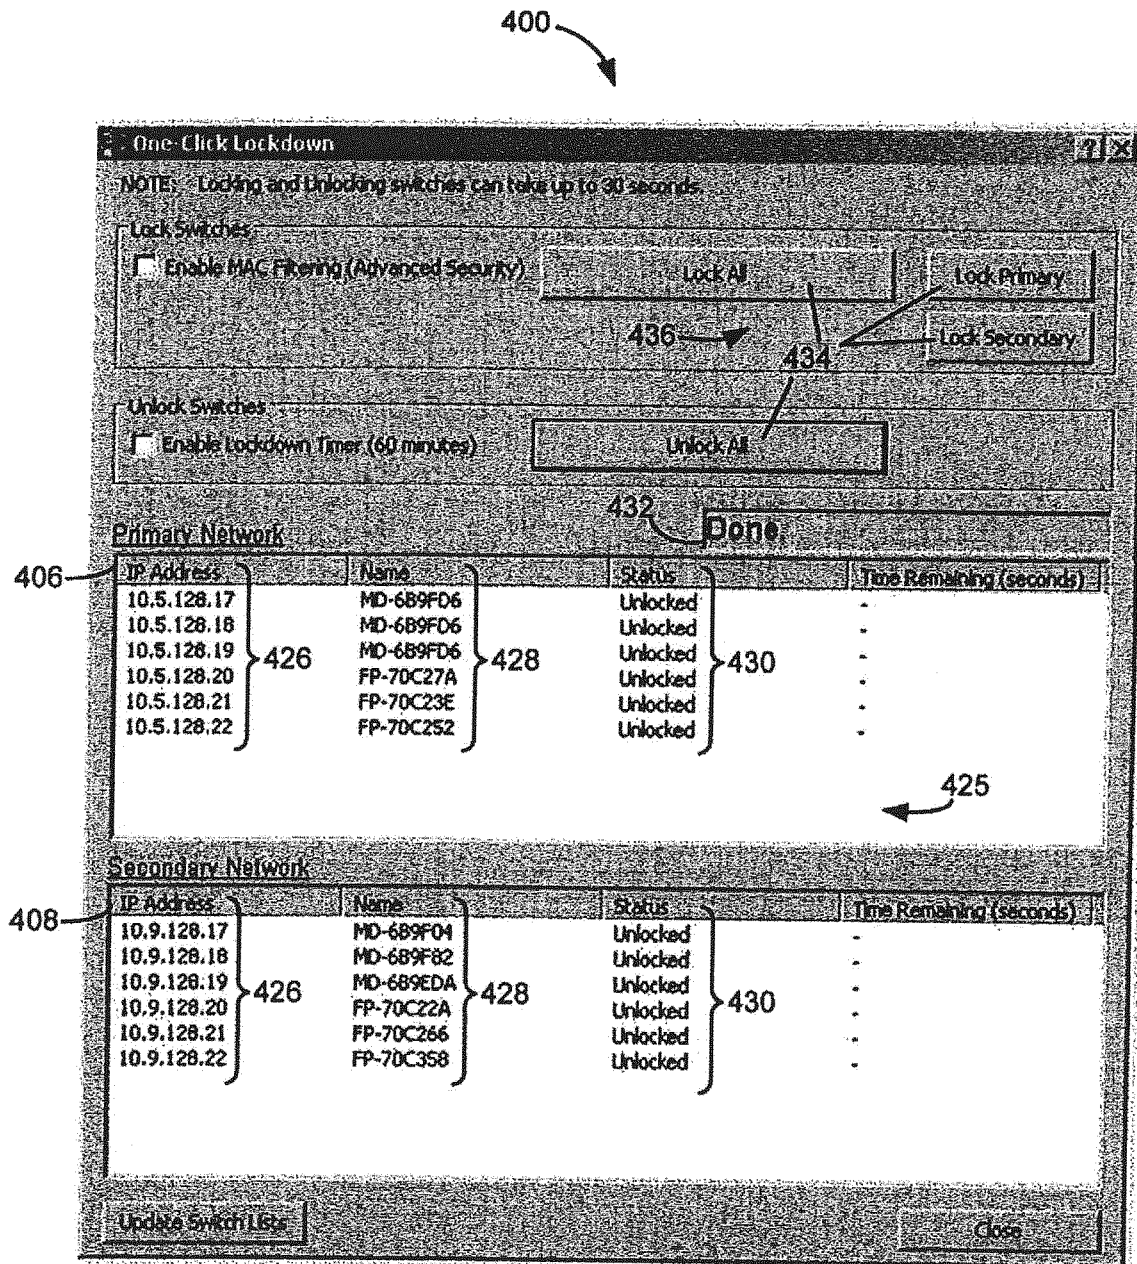 400
One-Click Lockdown
NOTE: Locking and Unlocking switches can take up to 30 seconds.
Lock Switches
Enable MAC Filtering (Advanced Security)
Lock All
Lock Primary
436
434
Lock Secondary
Unlock Switches
Enable Lockdown Timer (60 minutes)
Unlock All
432
Done
Primary Network
406
IP Address Name Status Time Remaining (seconds)
10.5.128.17 MD-6B9FD6 Unlocked -
10.5.128.18 MD-6B9FD6 Unlocked -
10.5.128.19 MD-6B9FD6 Unlocked -
426 428 430
10.5.128.20 FP-70C27A Unlocked -
10.5.128.21 FP-70C23E Unlocked -
10.5.128.22 FP-70C252 Unlocked -
425
Secondary Network
408
IP Address Name Status Time Remaining (seconds)
10.9.128.17 MD-6B9F04 Unlocked -
10.9.128.18 MD-6B9F82 Unlocked -
10.9.128.19 MD-6B9EDA Unlocked -
426 428 430
10.9.128.20 FP-70C22A Unlocked -
10.9.128.21 FP-70C266 Unlocked -
10.9.128.22 FP-70C358 Unlocked -
Update Switch Lists
Close